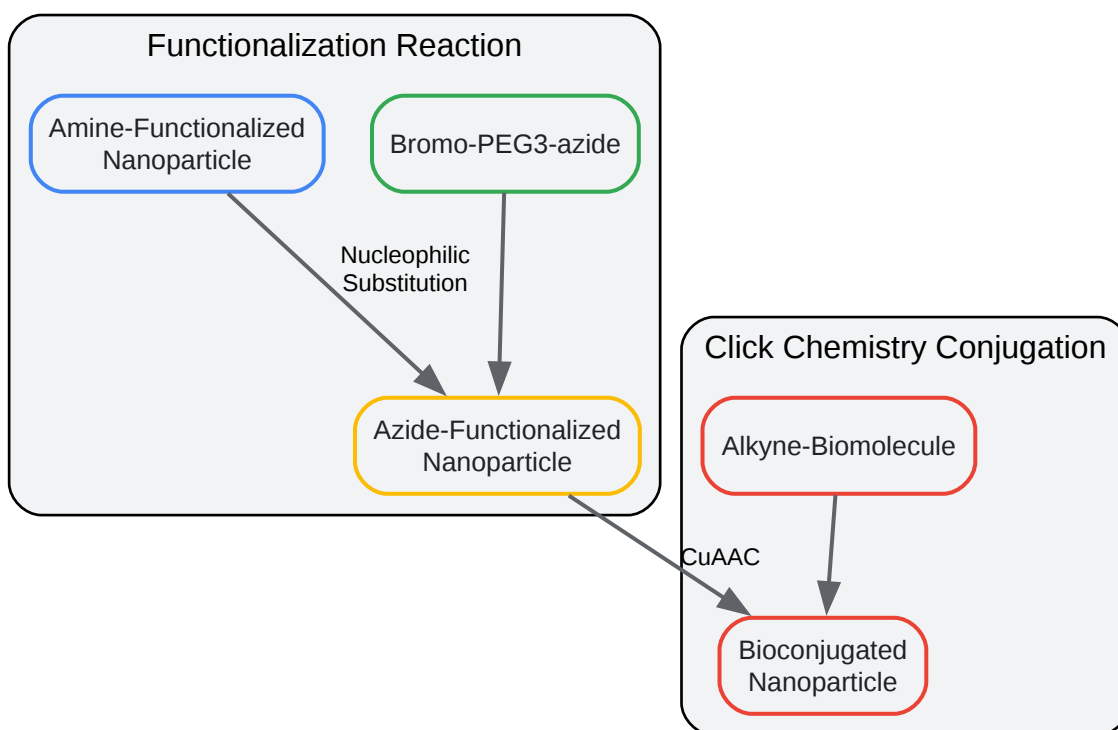 Functionalization Reaction
Amine-Functionalized
Nanoparticle
Bromo-PEG3-azide
Nucleophilic
Substitution
Azide-Functionalized
Nanoparticle
Click Chemistry Conjugation
Alkyne-Biomolecule
CuAAC
Bioconjugated
Nanoparticle